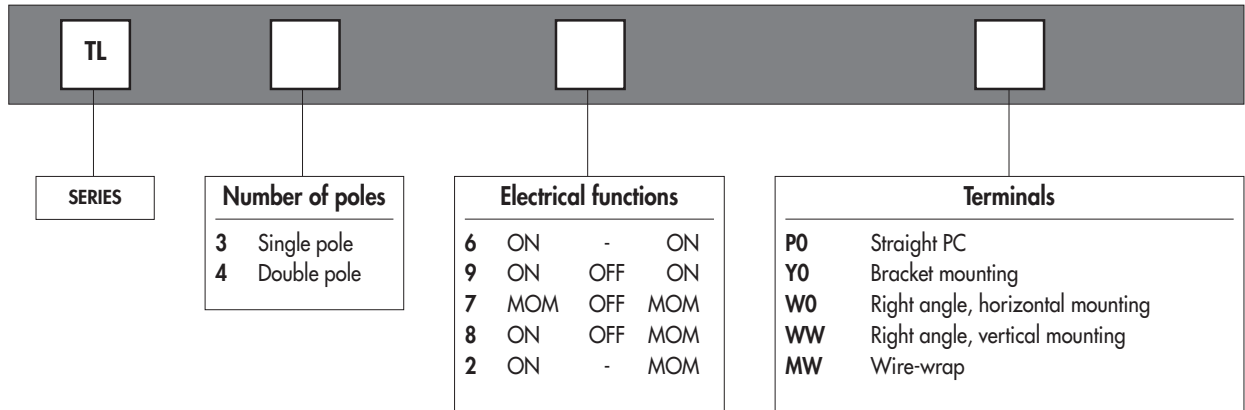 TL
SERIES
Number of poles
3 Single pole
4 Double pole
Electrical functions
6 ON - ON
9 ON OFF ON
7 MOM OFF MOM
8 ON OFF MOM
2 ON - MOM
Terminals
P0 Straight PC
Y0 Bracket mounting
W0 Right angle, horizontal mounting
WW Right angle, vertical mounting
MW Wire-wrap